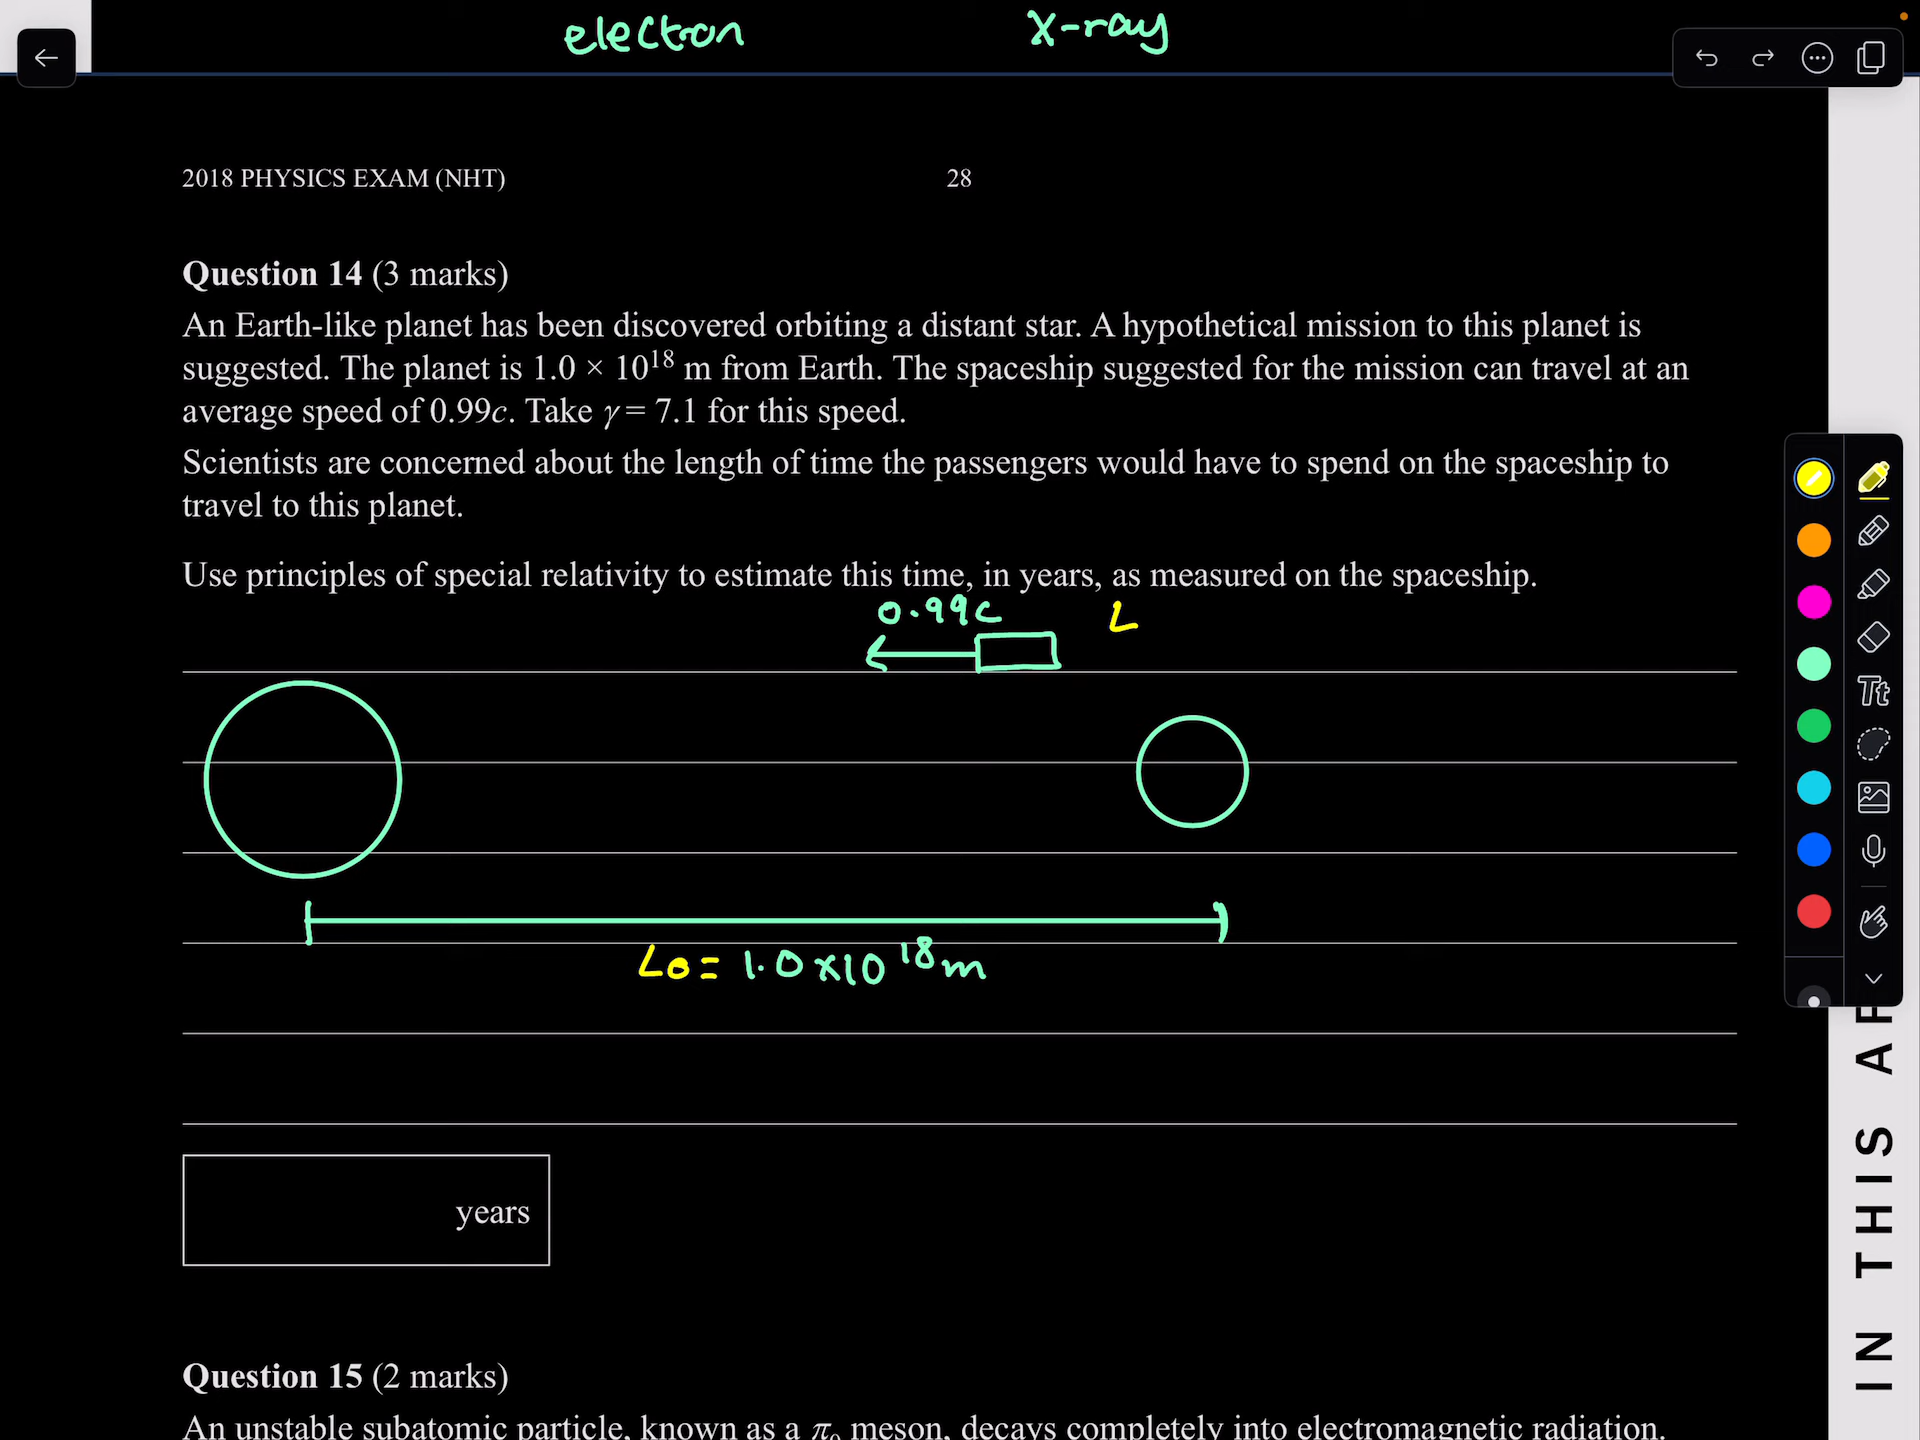 electron x-ray
2018 PHYSICS EXAM (NHT) 28
Question 14 (3 marks)
An Earth-like planet has been discovered orbiting a distant star. A hypothetical mission to this planet is
suggested. The planet is 1.0 × 10¹⁸ m from Earth. The spaceship suggested for the mission can travel at an
average speed of 0.99c. Take γ = 7.1 for this speed.
Scientists are concerned about the length of time the passengers would have to spend on the spaceship to
travel to this planet.
Use principles of special relativity to estimate this time, in years, as measured on the spaceship.
0.99c L
L₀ = 1.0 × 10¹⁸ m
years
Question 15 (2 marks)
An unstable subatomic particle, known as a π₀ meson, decays completely into electromagnetic radiation.
Tt
IN THIS AR